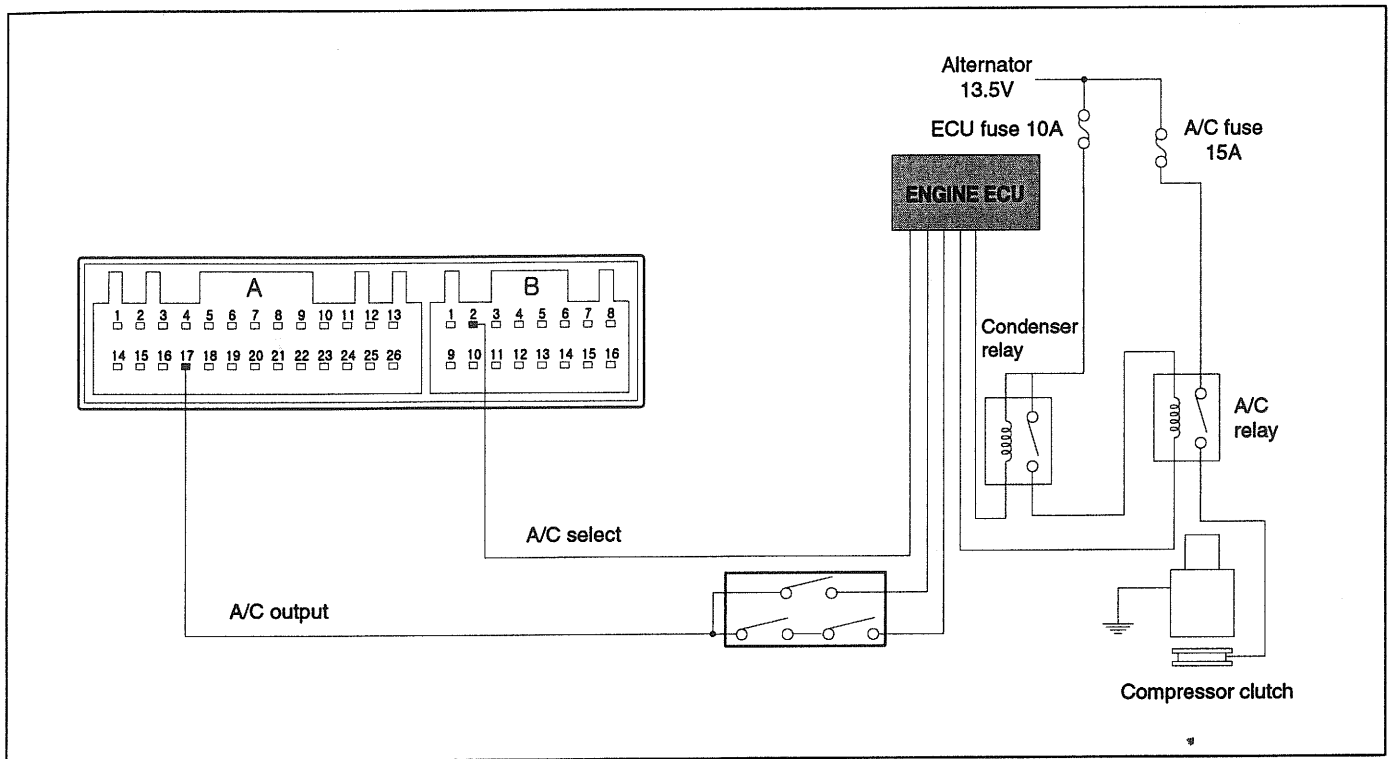 Alternator
13.5V
ECU fuse 10A
A/C fuse
15A
ENGINE ECU
A
B
1 2 3 4 5 6 7 8 9 10 11 12 13
1 2 3 4 5 6 7 8
14 15 16 17 18 19 20 21 22 23 24 25 26
9 10 11 12 13 14 15 16
Condenser
relay
A/C
relay
A/C select
A/C output
Compressor clutch